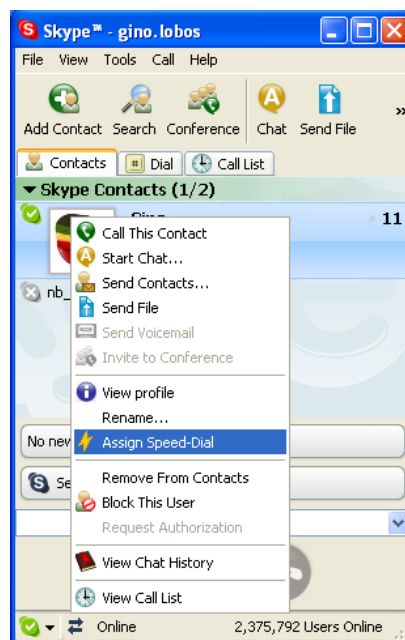 Skype™ - gino.lobos
File View Tools Call Help
Add Contact Search Conference Chat Send File »
Contacts Dial Call List
Skype Contacts (1/2)
11
Call This Contact
Start Chat...
nb_
Send Contacts...
Send File
Send Voicemail
Invite to Conference
View profile
Rename...
No new
Assign Speed-Dial
Remove From Contacts
Se
Block This User
Request Authorization
View Chat History
View Call List
Online 2,375,792 Users Online